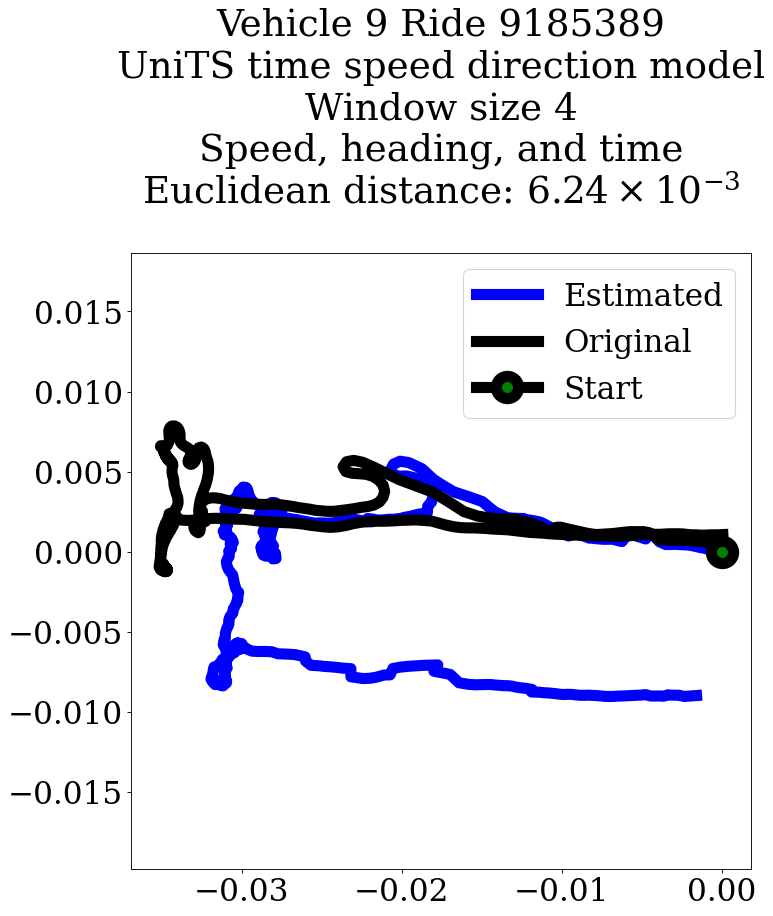 Vehicle 9 Ride 9185389
UniTS time speed direction model
Window size 4
Speed, heading, and time
Euclidean distance: 6.24 × 10⁻³
Estimated
Original
Start
0.015
0.010
0.005
0.000
−0.005
−0.010
−0.015
−0.03
−0.02
−0.01
0.00